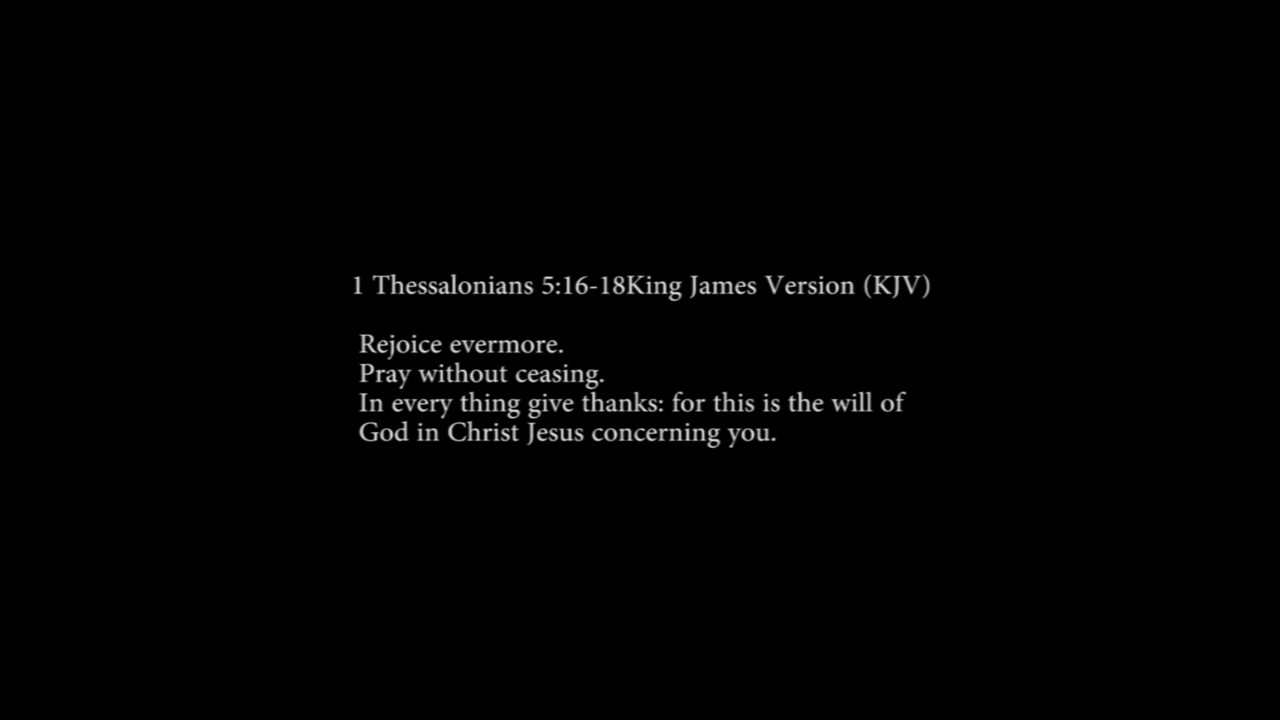 1 Thessalonians 5:16-18King James Version (KJV)
Rejoice evermore.
Pray without ceasing.
In every thing give thanks: for this is the will of
God in Christ Jesus concerning you.